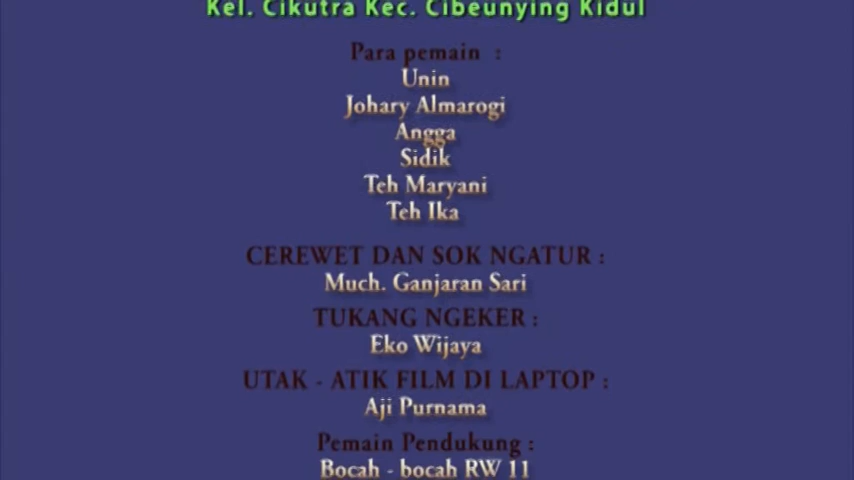 Kel. Cikutra Kec. Cibeunying Kidul
Para pemain :
Unin
Johary Almarogi
Angga
Sidik
Teh Maryani
Teh Ika
CEREWET DAN SOK NGATUR :
Much. Ganjaran Sari
TUKANG NGEKER :
Eko Wijaya
UTAK - ATIK FILM DI LAPTOP :
Aji Purnama
Pemain Pendukung :
Bocah - bocah RW 11